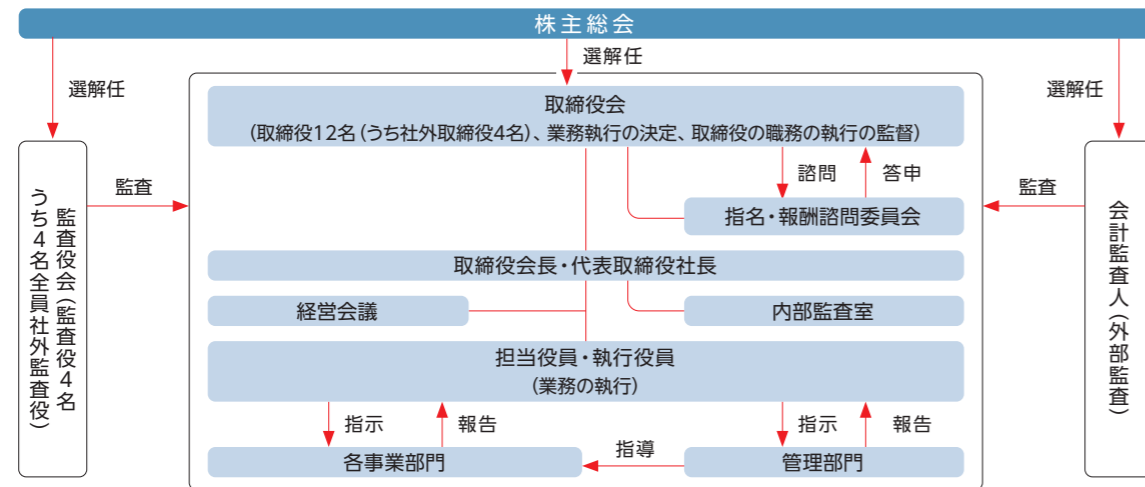 株主総会
選解任
選解任
選解任
取締役会
(取締役12名(うち社外取締役4名)、業務執行の決定、取締役の職務の執行の監督)
諮問
答申
監査
監査
指名・報酬諮問委員会
監査役会(監査役4名
うち4名全員社外監査役)
会計監査人(外部監査)
取締役会長・代表取締役社長
経営会議
内部監査室
担当役員・執行役員
(業務の執行)
指示
報告
指示
報告
各事業部門
指導
管理部門